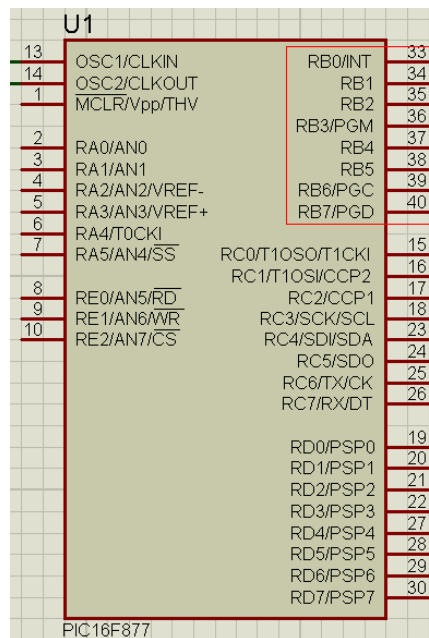 U1
13 OSC1/CLKIN RB0/INT 33
14 OSC2/CLKOUT RB1 34
1 MCLR/Vpp/THV RB2 35
RB3/PGM 36
2 RA0/AN0 RB4 37
3 RA1/AN1 RB5 38
4 RA2/AN2/VREF- RB6/PGC 39
5 RA3/AN3/VREF+ RB7/PGD 40
6 RA4/T0CKI
7 RA5/AN4/SS RC0/T1OSO/T1CKI 15
RC1/T1OSI/CCP2 16
8 RE0/AN5/RD RC2/CCP1 17
9 RE1/AN6/WR RC3/SCK/SCL 18
10 RE2/AN7/CS RC4/SDI/SDA 23
RC5/SDO 24
RC6/TX/CK 25
RC7/RX/DT 26
RD0/PSP0 19
RD1/PSP1 20
RD2/PSP2 21
RD3/PSP3 22
RD4/PSP4 27
RD5/PSP5 28
RD6/PSP6 29
RD7/PSP7 30
PIC16F877